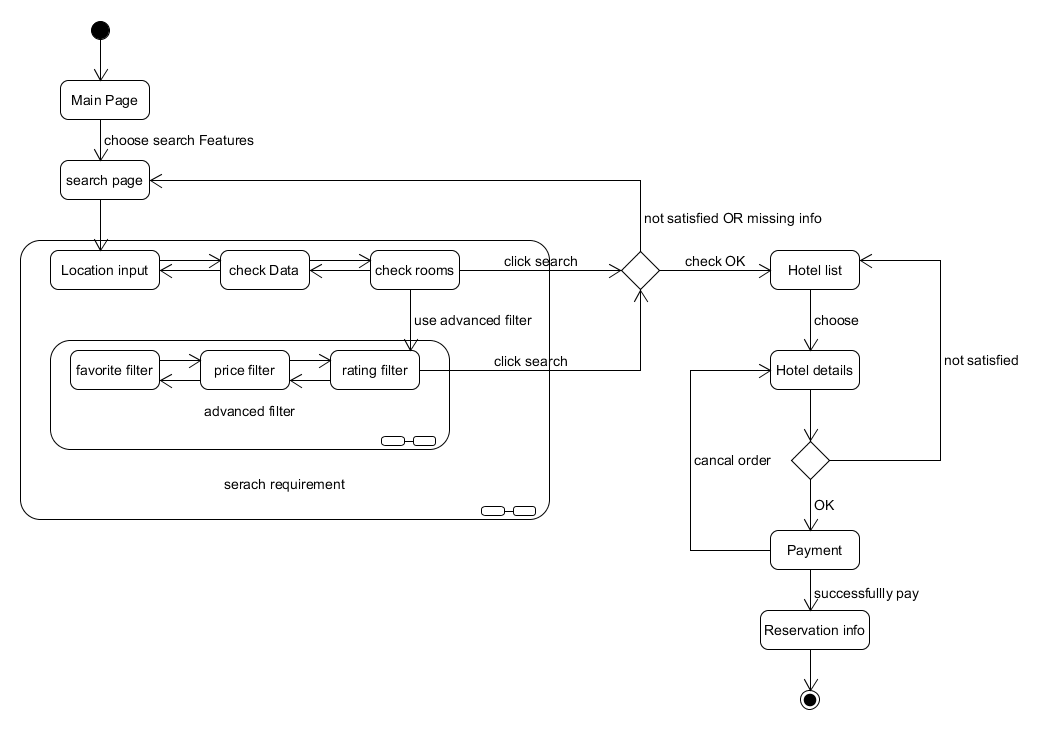 Main Page
choose search Features
search page
not satisfied OR missing info
Location input
check Data
check rooms
click search
check OK
Hotel list
use advanced filter
choose
favorite filter
price filter
rating filter
click search
not satisfied
Hotel details
advanced filter
cancal order
serach requirement
OK
Payment
successfullly pay
Reservation info